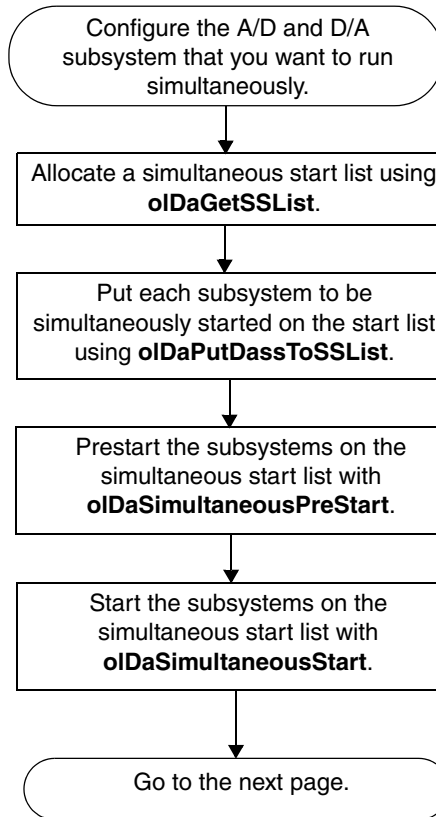 Configure the A/D and D/A
subsystem that you want to run
simultaneously.
Allocate a simultaneous start list using
olDaGetSSList.
Put each subsystem to be
simultaneously started on the start list
using olDaPutDassToSSList.
Prestart the subsystems on the
simultaneous start list with
olDaSimultaneousPreStart.
Start the subsystems on the
simultaneous start list with
olDaSimultaneousStart.
Go to the next page.